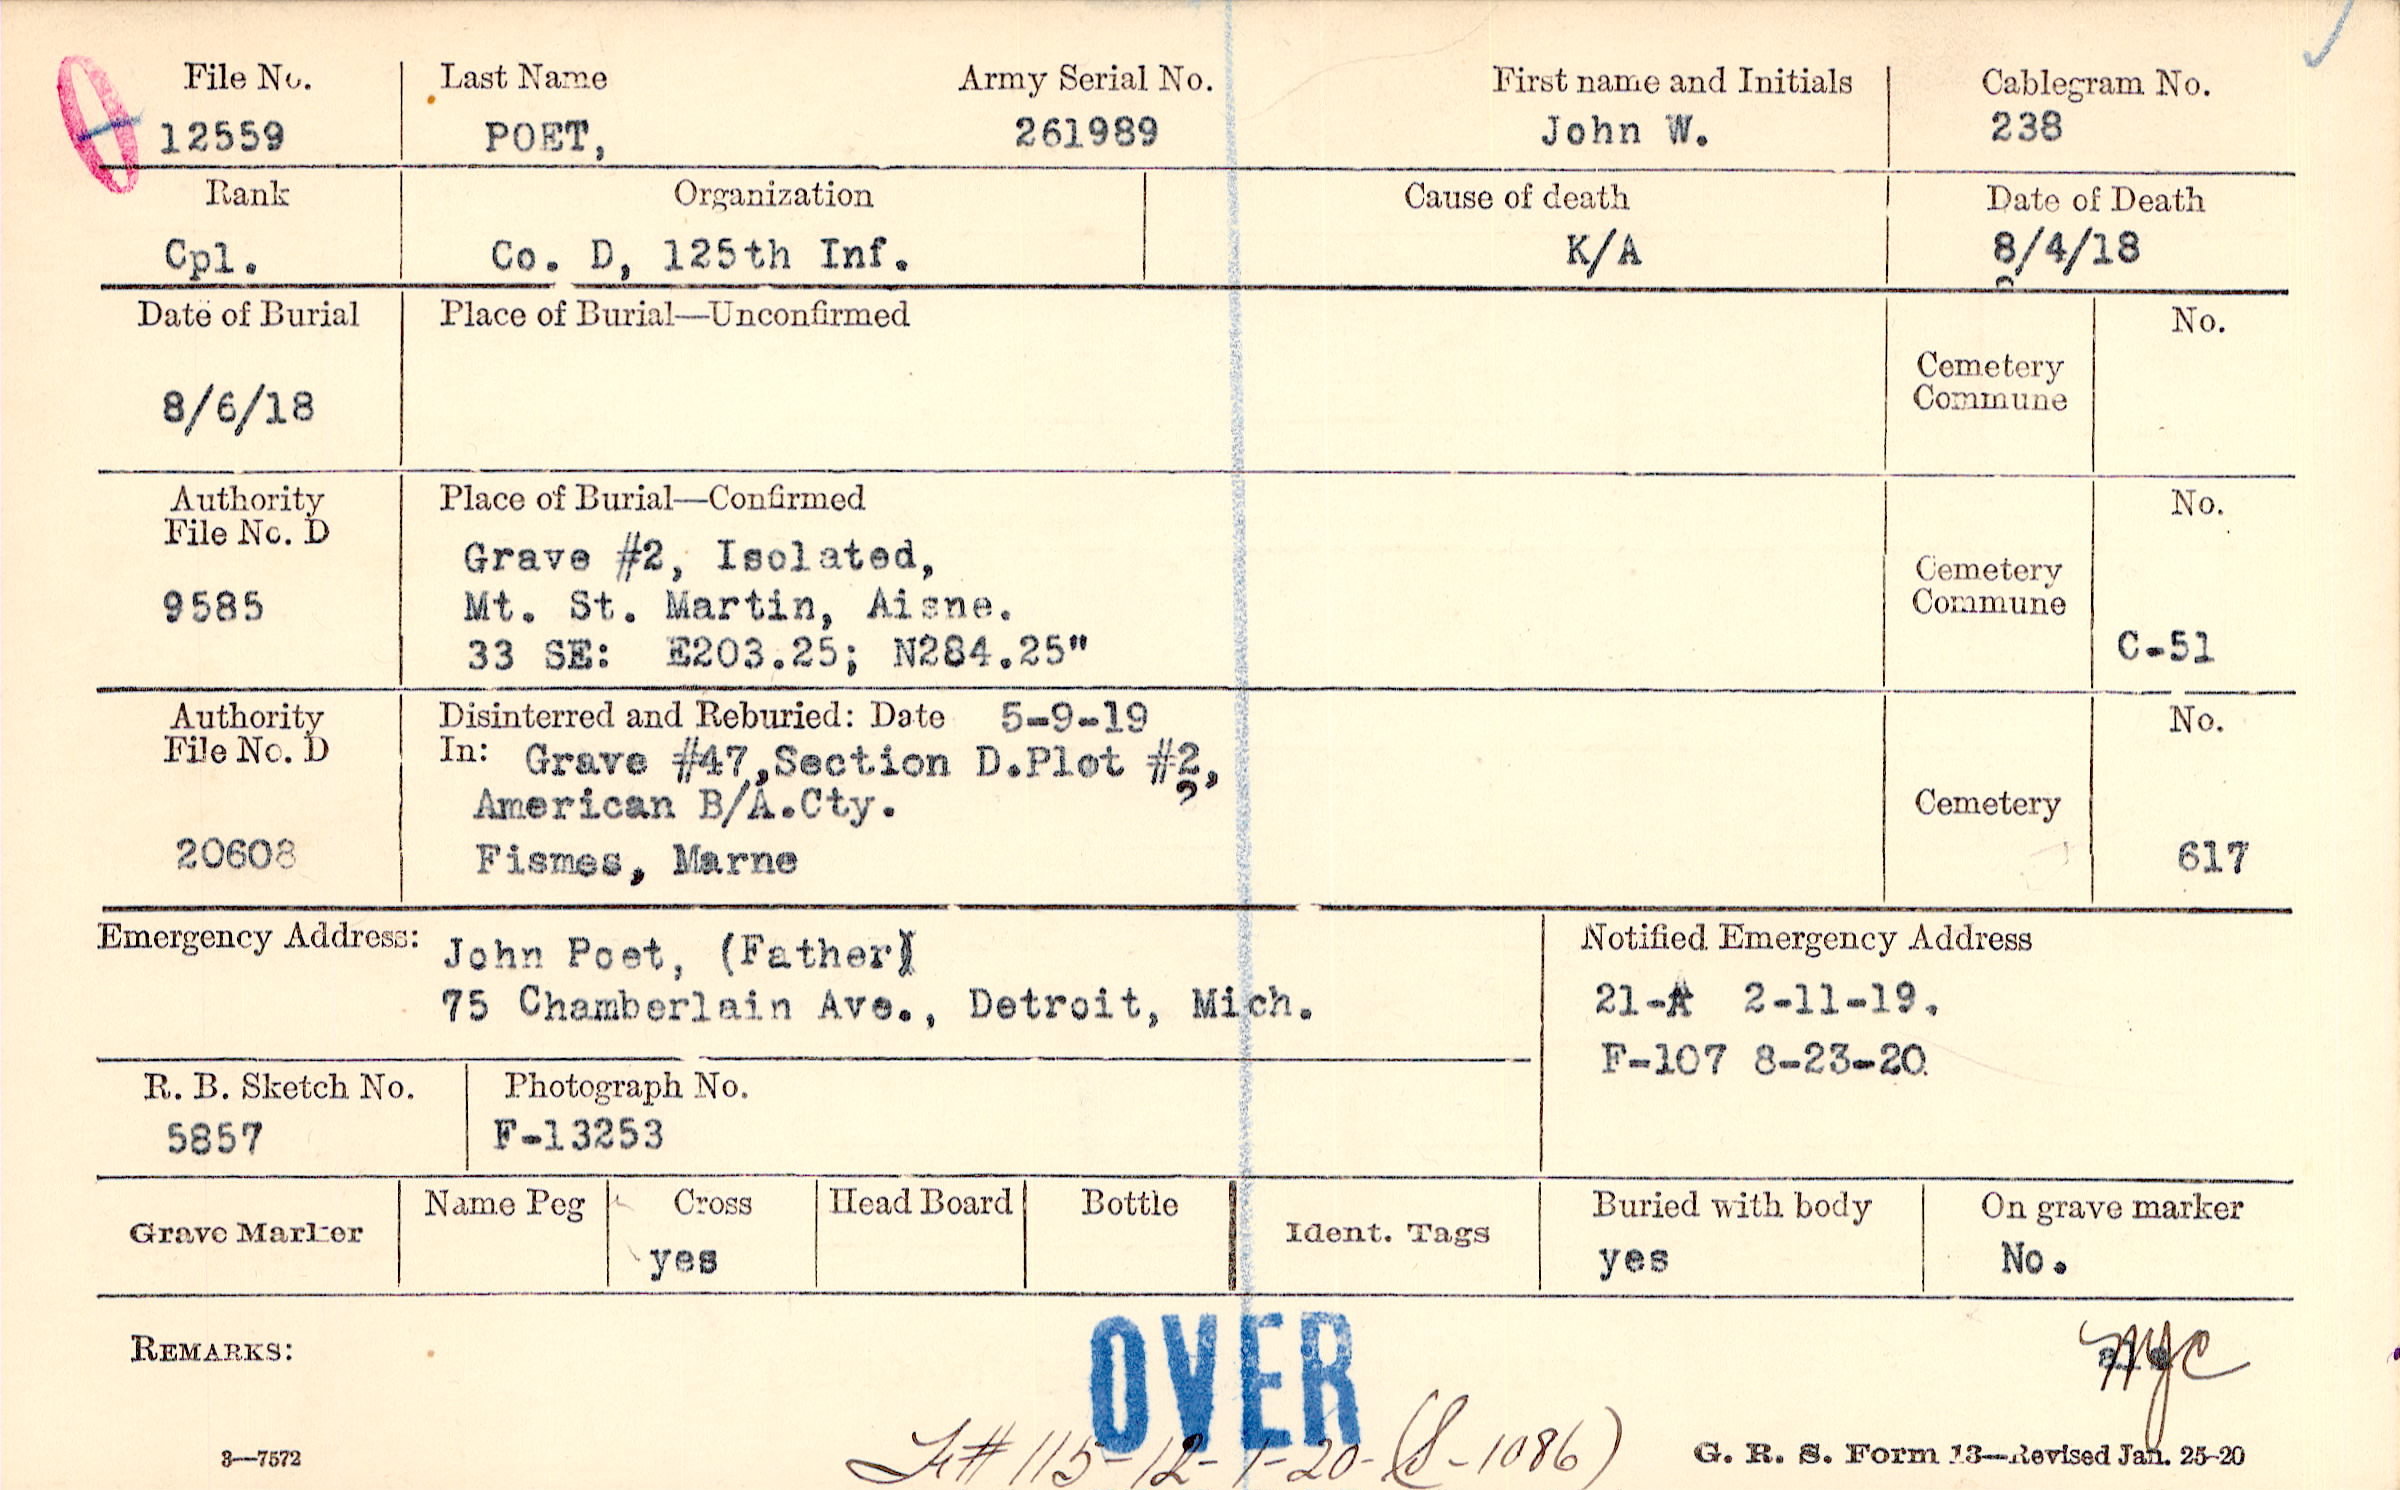 File No. Last Name Army Serial No. First name and Initials Cablegram No.
12559 POET, 261989 John W. 238
Rank Organization Cause of death Date of Death
Cpl. Co. D, 125th Inf. K/A 8/4/18
Date of Burial Place of Burial—Unconfirmed No.
8/6/18 Cemetery
Commune
Authority Place of Burial—Confirmed No.
File No. D
Grave #2, Isolated,
9585 Mt. St. Martin, Aisne. Cemetery
Commune
33 SE: E203.25; N284.25" C-51
Authority Disinterred and Reburied: Date 5-9-19 No.
File No. D In: Grave #47,Section D.Plot #2,
American B/A.Cty. Cemetery
20608 Fismes, Marne 617
Emergency Address: John Poet, (Father) Notified Emergency Address
75 Chamberlain Ave., Detroit, Mich. 21-A 2-11-19.
F-107 8-23-20
R. B. Sketch No. Photograph No.
5857 F-13253
Grave Marker Name Peg Cross Head Board Bottle Ident. Tags Buried with body On grave marker
yes yes No.
REMARKS:
OVER
115-12-1-20-(S-1086)
3—7572 G. R. S. Form 13—Revised Jan. 25-20